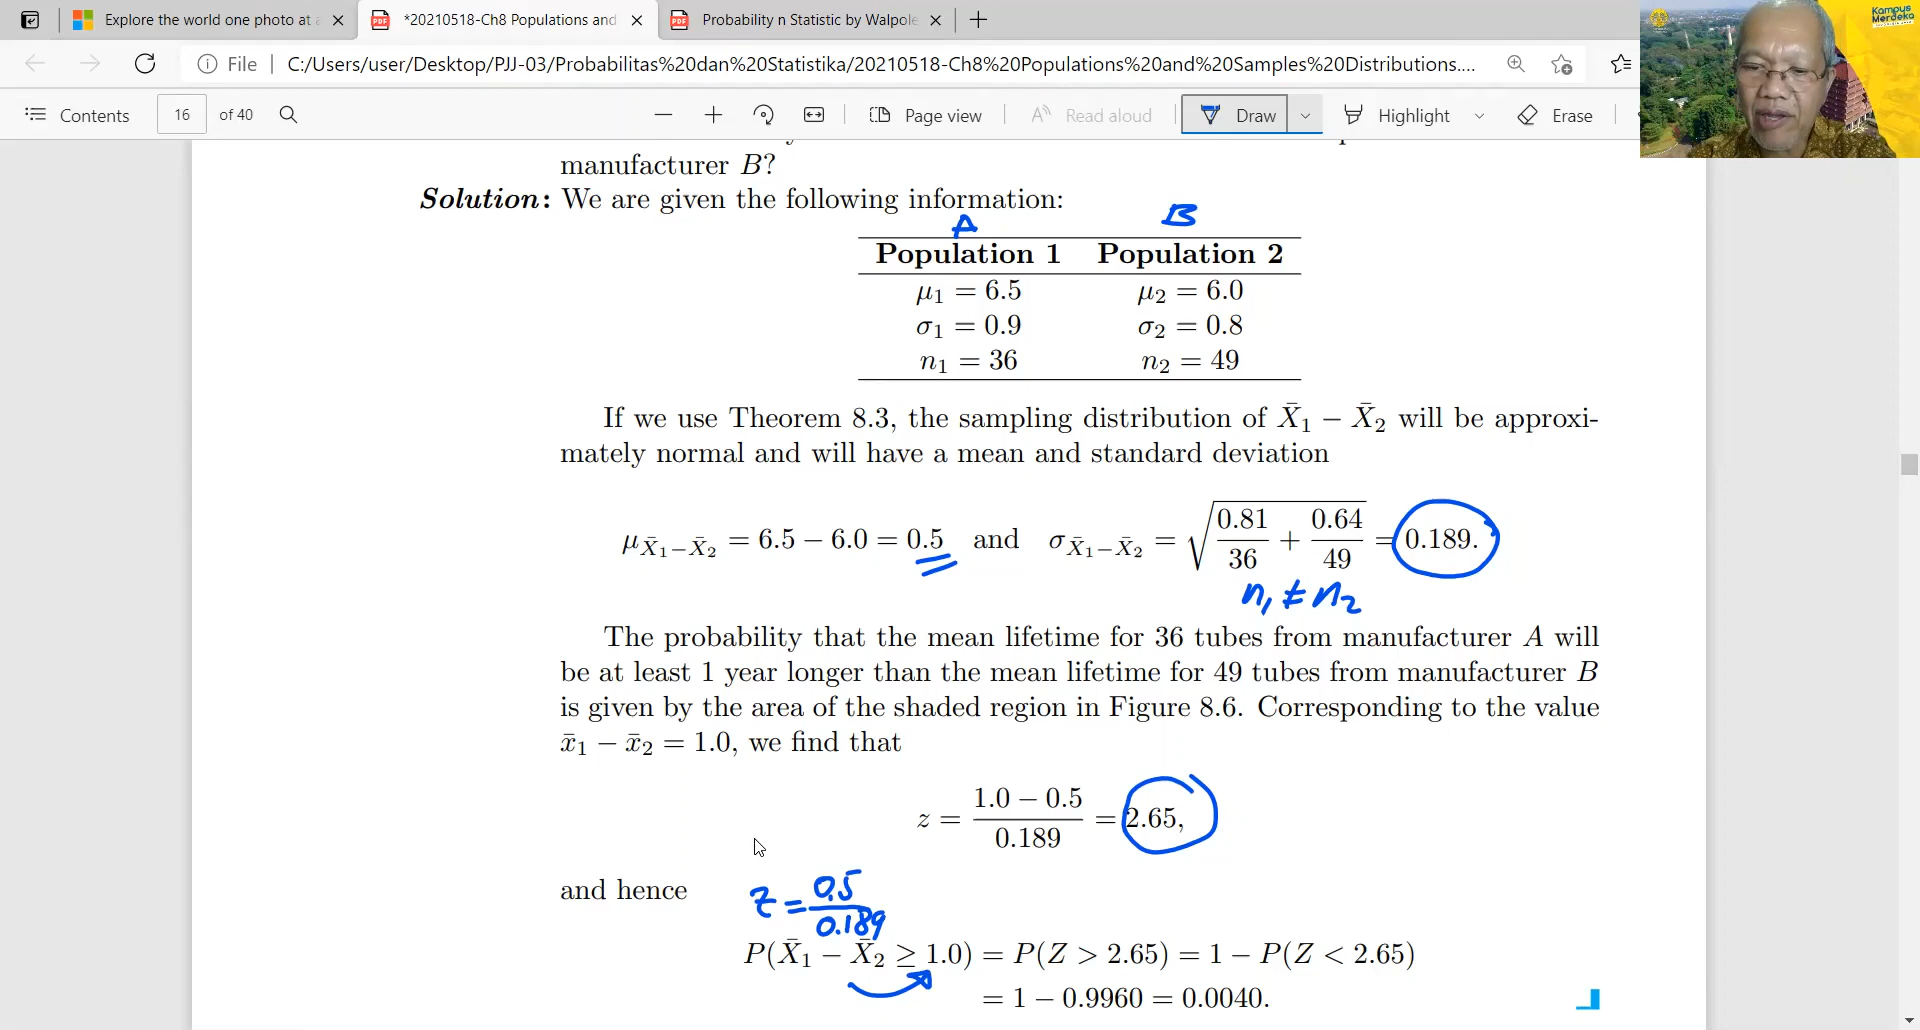 Explore the world one photo at a
*20210518-Ch8 Populations and
Probability n Statistic by Walpole
File
C:/Users/user/Desktop/PJJ-03/Probabilitas%20dan%20Statistika/20210518-Ch8%20Populations%20and%20Samples%20Distributions....
Contents
16 of 40
Page view
Read aloud
Draw
Highlight
Erase
Kampus
Merdeka
manufacturer B?
Solution: We are given the following information:
A B
Population 1 Population 2
μ₁ = 6.5 μ₂ = 6.0
σ₁ = 0.9 σ₂ = 0.8
n₁ = 36 n₂ = 49
If we use Theorem 8.3, the sampling distribution of X̄₁ − X̄₂ will be approxi-
mately normal and will have a mean and standard deviation
μ_{X̄₁−X̄₂} = 6.5 − 6.0 = 0.5 and σ_{X̄₁−X̄₂} = √(0.81/36 + 0.64/49) = 0.189.
n₁ ≠ n₂
The probability that the mean lifetime for 36 tubes from manufacturer A will
be at least 1 year longer than the mean lifetime for 49 tubes from manufacturer B
is given by the area of the shaded region in Figure 8.6. Corresponding to the value
x̄₁ − x̄₂ = 1.0, we find that
z = (1.0 − 0.5)/0.189 = 2.65,
and hence
z = 0.5/0.189
P(X̄₁ − X̄₂ ≥ 1.0) = P(Z > 2.65) = 1 − P(Z < 2.65)
= 1 − 0.9960 = 0.0040.